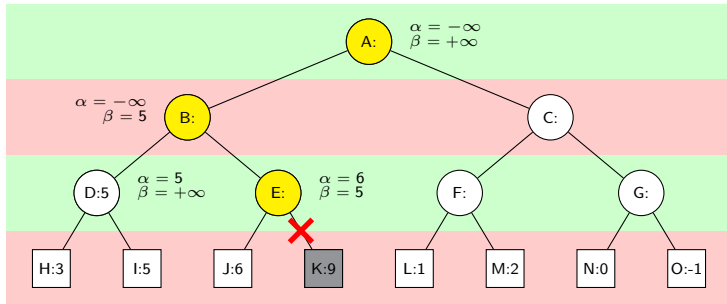 A:
α = −∞
β = +∞
α = −∞
β = 5
B:
C:
D:5
α = 5
β = +∞
E:
α = 6
β = 5
F:
G:
H:3
I:5
J:6
K:9
L:1
M:2
N:0
O:-1